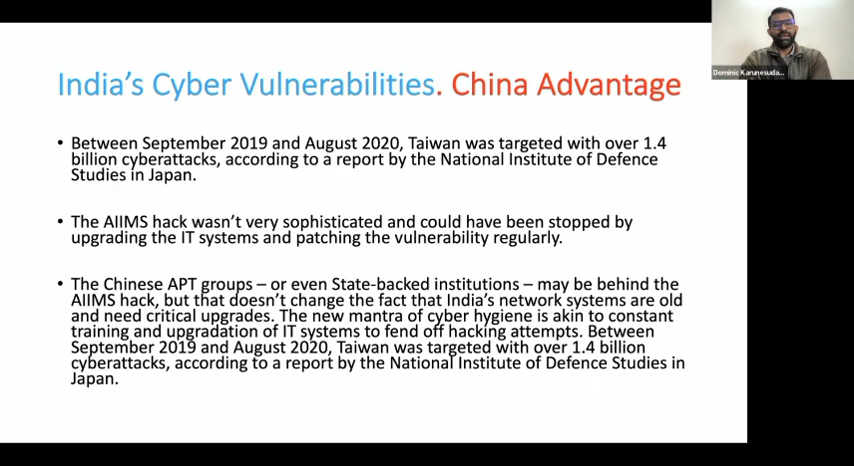 India's Cyber Vulnerabilities. China Advantage
• Between September 2019 and August 2020, Taiwan was targeted with over 1.4
billion cyberattacks, according to a report by the National Institute of Defence
Studies in Japan.
• The AIIMS hack wasn't very sophisticated and could have been stopped by
upgrading the IT systems and patching the vulnerability regularly.
• The Chinese APT groups – or even State-backed institutions – may be behind the
AIIMS hack, but that doesn't change the fact that India's network systems are old
and need critical upgrades. The new mantra of cyber hygiene is akin to constant
training and upgradation of IT systems to fend off hacking attempts. Between
September 2019 and August 2020, Taiwan was targeted with over 1.4 billion
cyberattacks, according to a report by the National Institute of Defence Studies in
Japan.
Dominic Karunesuda...